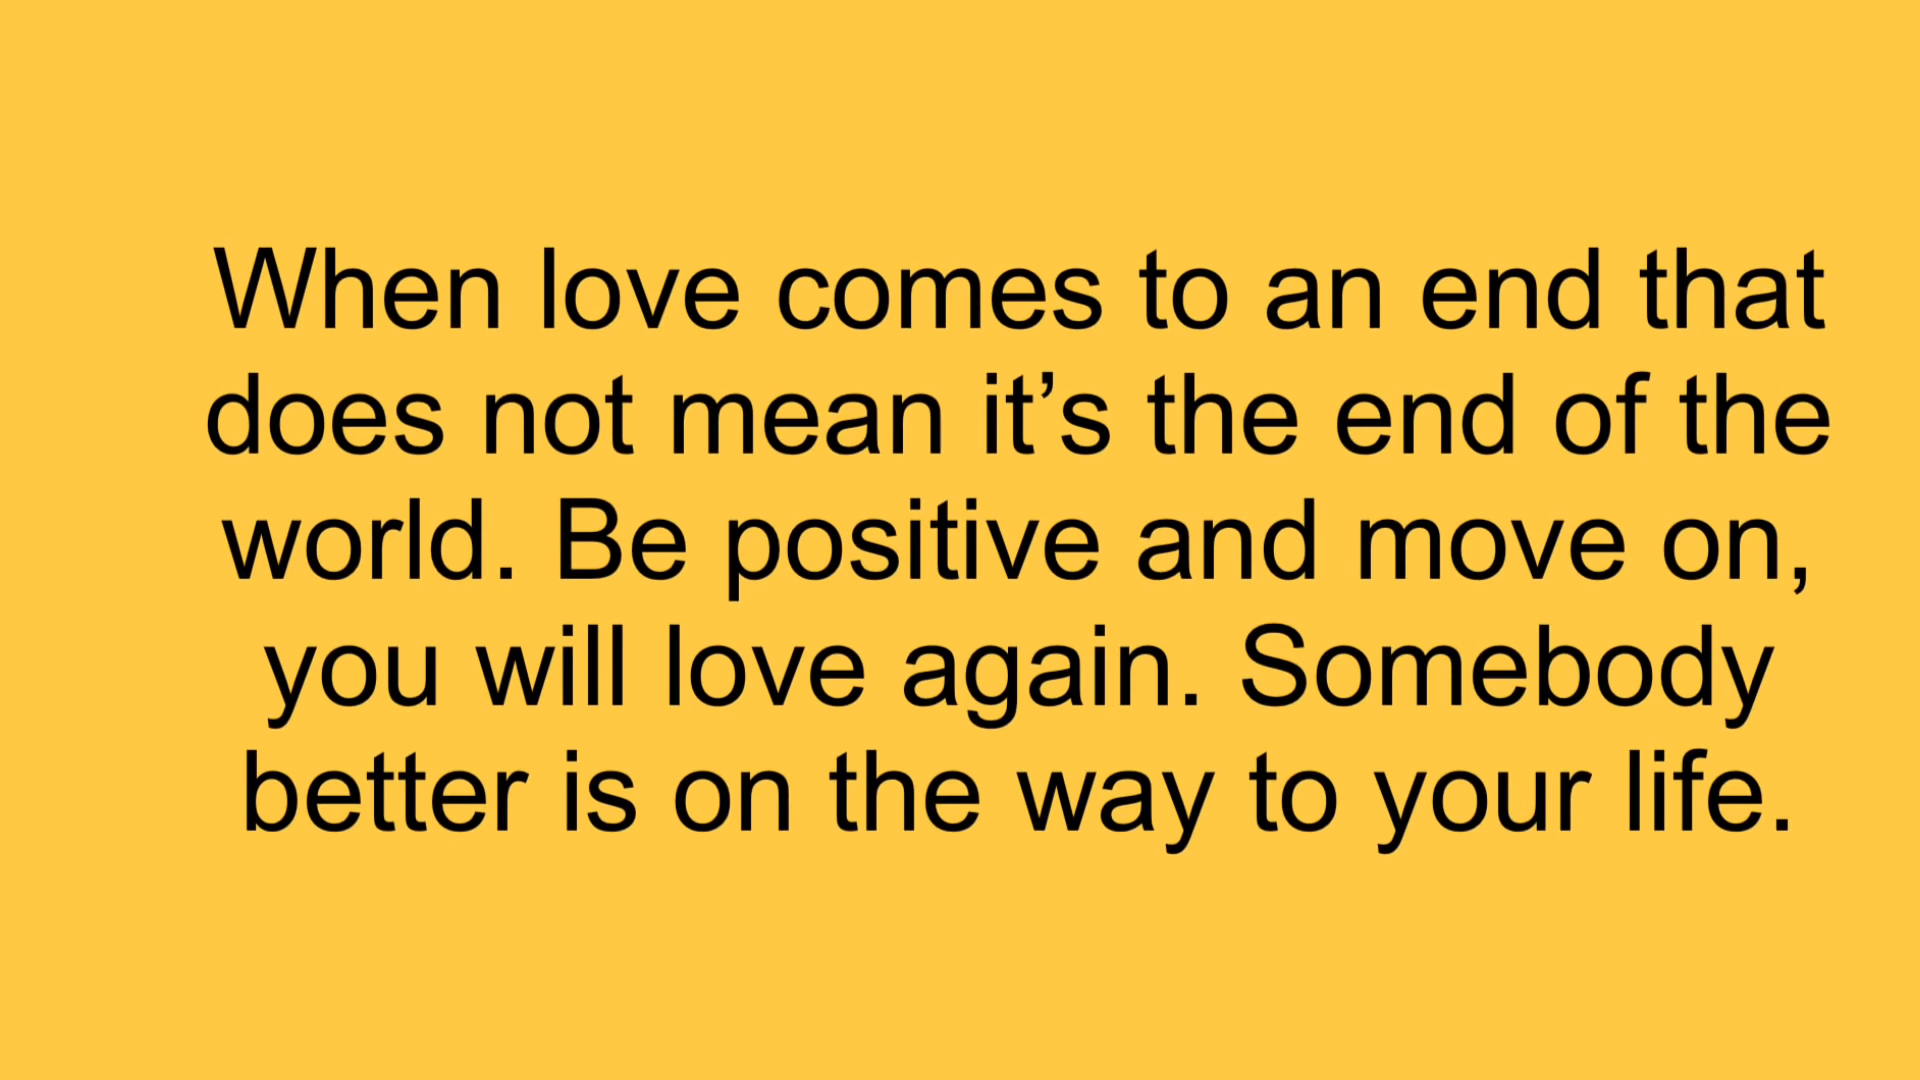 When love comes to an end that
does not mean it’s the end of the
world. Be positive and move on,
you will love again. Somebody
better is on the way to your life.